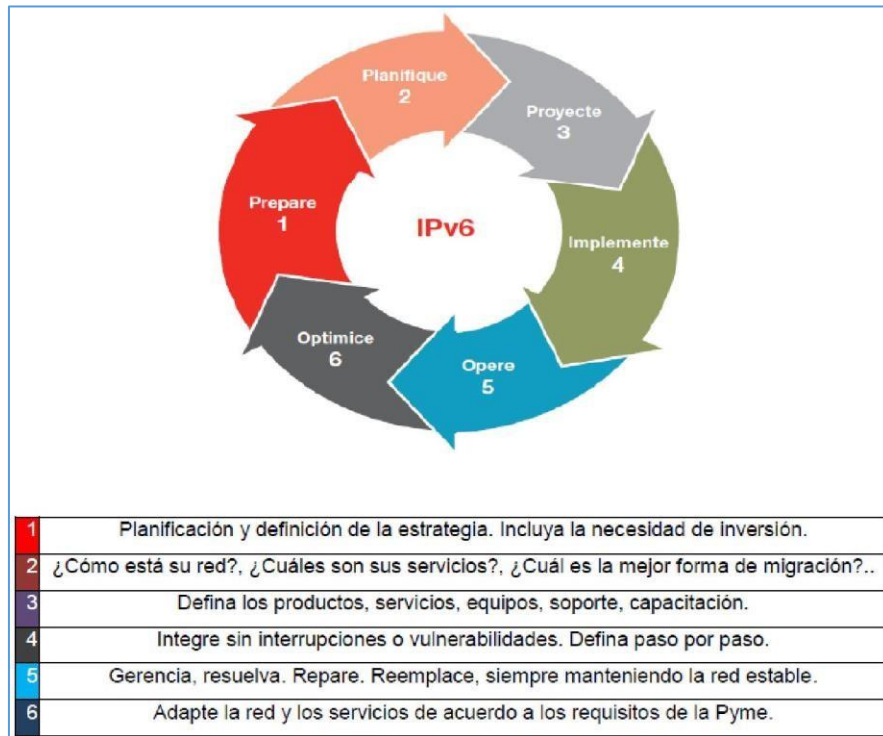 Planifique
2
Proyecte
3
Prepare
1
IPv6
Implemente
4
Optimice
6
Opere
5
1 Planificación y definición de la estrategia. Incluya la necesidad de inversión.
2 ¿Cómo está su red?, ¿Cuáles son sus servicios?, ¿Cuál es la mejor forma de migración?..
3 Defina los productos, servicios, equipos, soporte, capacitación.
4 Integre sin interrupciones o vulnerabilidades. Defina paso por paso.
5 Gerencia, resuelva. Repare. Reemplace, siempre manteniendo la red estable.
6 Adapte la red y los servicios de acuerdo a los requisitos de la Pyme.